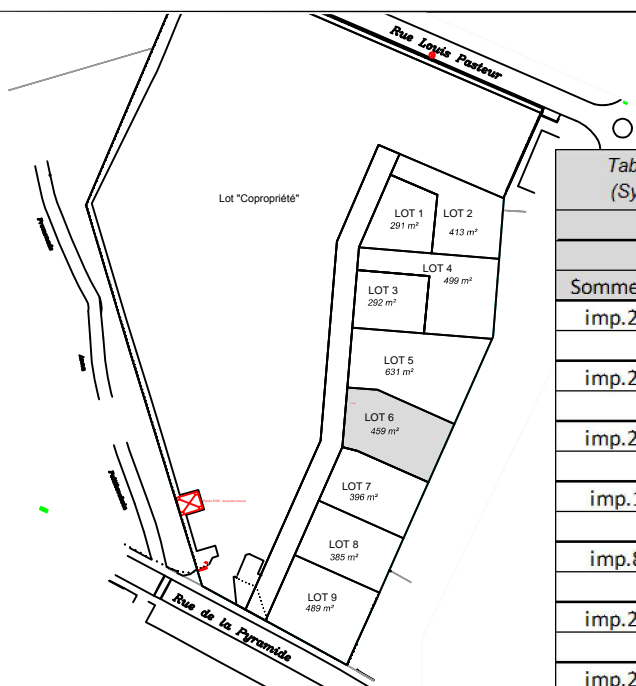 Rue Louis Pasteur
Lot "Copropriété"
LOT 1
291 m²
LOT 2
413 m²
LOT 4
499 m²
LOT 3
292 m²
LOT 5
631 m²
LOT 6
459 m²
LOT 7
396 m²
LOT 8
385 m²
LOT 9
489 m²
Rue de la Pyramide
Promenade
Tab
(Sy
Somme
imp.2
imp.2
imp.2
imp.1
imp.8
imp.2
imp.2